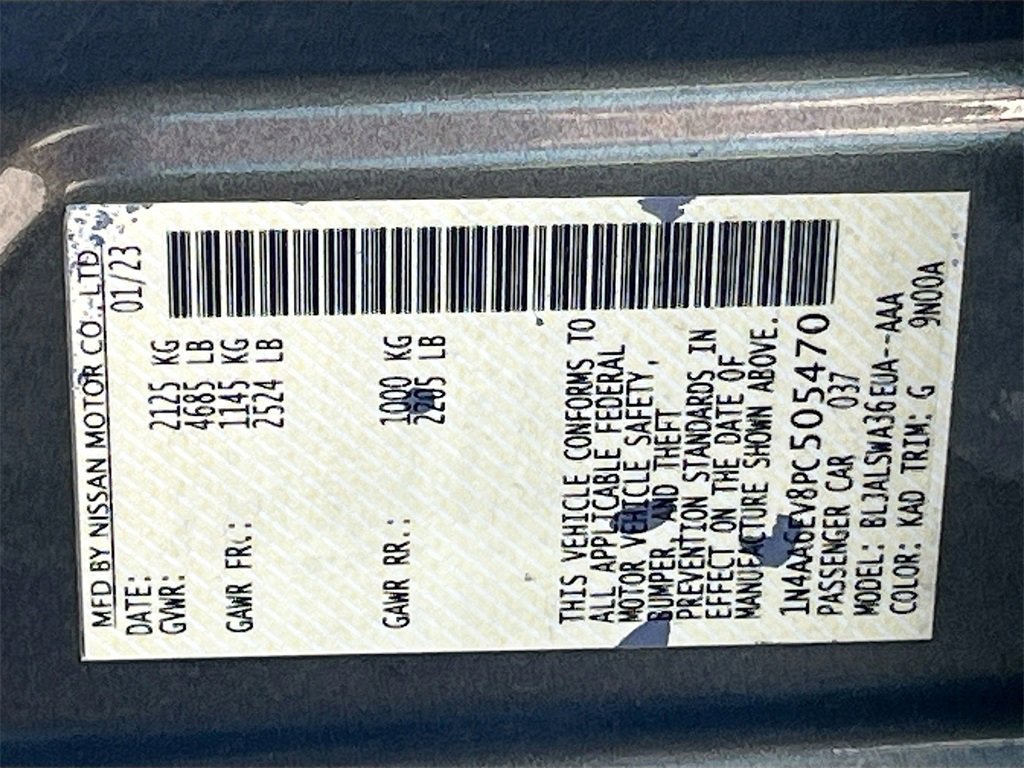 MFD BY NISSAN MOTOR CO., LTD.
DATE: 01/23
GVWR: 2125 KG
4685 LB
GAWR FR.: 1145 KG
2524 LB
GAWR RR.: 1000 KG
2205 LB
THIS VEHICLE CONFORMS TO
ALL APPLICABLE FEDERAL
MOTOR VEHICLE SAFETY,
BUMPER, AND THEFT
PREVENTION STANDARDS IN
EFFECT ON THE DATE OF
MANUFACTURE SHOWN ABOVE.
1N4AA6EV8PC505470
PASSENGER CAR 037
MODEL: BLJALSWA36EUA--AAA
COLOR: KAD TRIM: G 9N00A